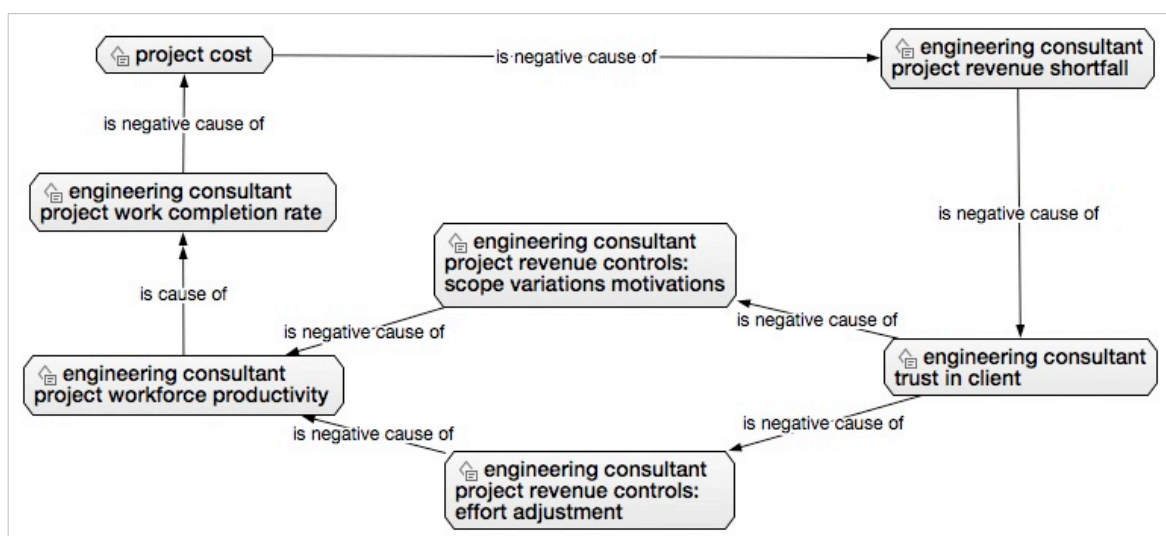 project cost
is negative cause of
engineering consultant
project revenue shortfall
is negative cause of
engineering consultant
project work completion rate
is negative cause of
engineering consultant
project revenue controls:
scope variations motivations
is cause of
is negative cause of
is negative cause of
engineering consultant
trust in client
engineering consultant
project workforce productivity
is negative cause of
is negative cause of
engineering consultant
project revenue controls:
effort adjustment